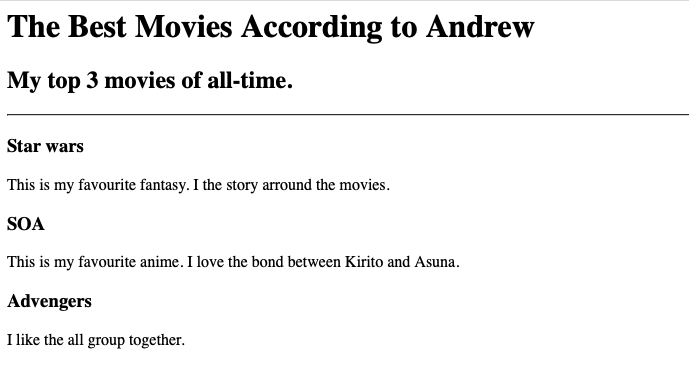 The Best Movies According to Andrew
My top 3 movies of all-time.
Star wars
This is my favourite fantasy. I the story arround the movies.
SOA
This is my favourite anime. I love the bond between Kirito and Asuna.
Advengers
I like the all group together.